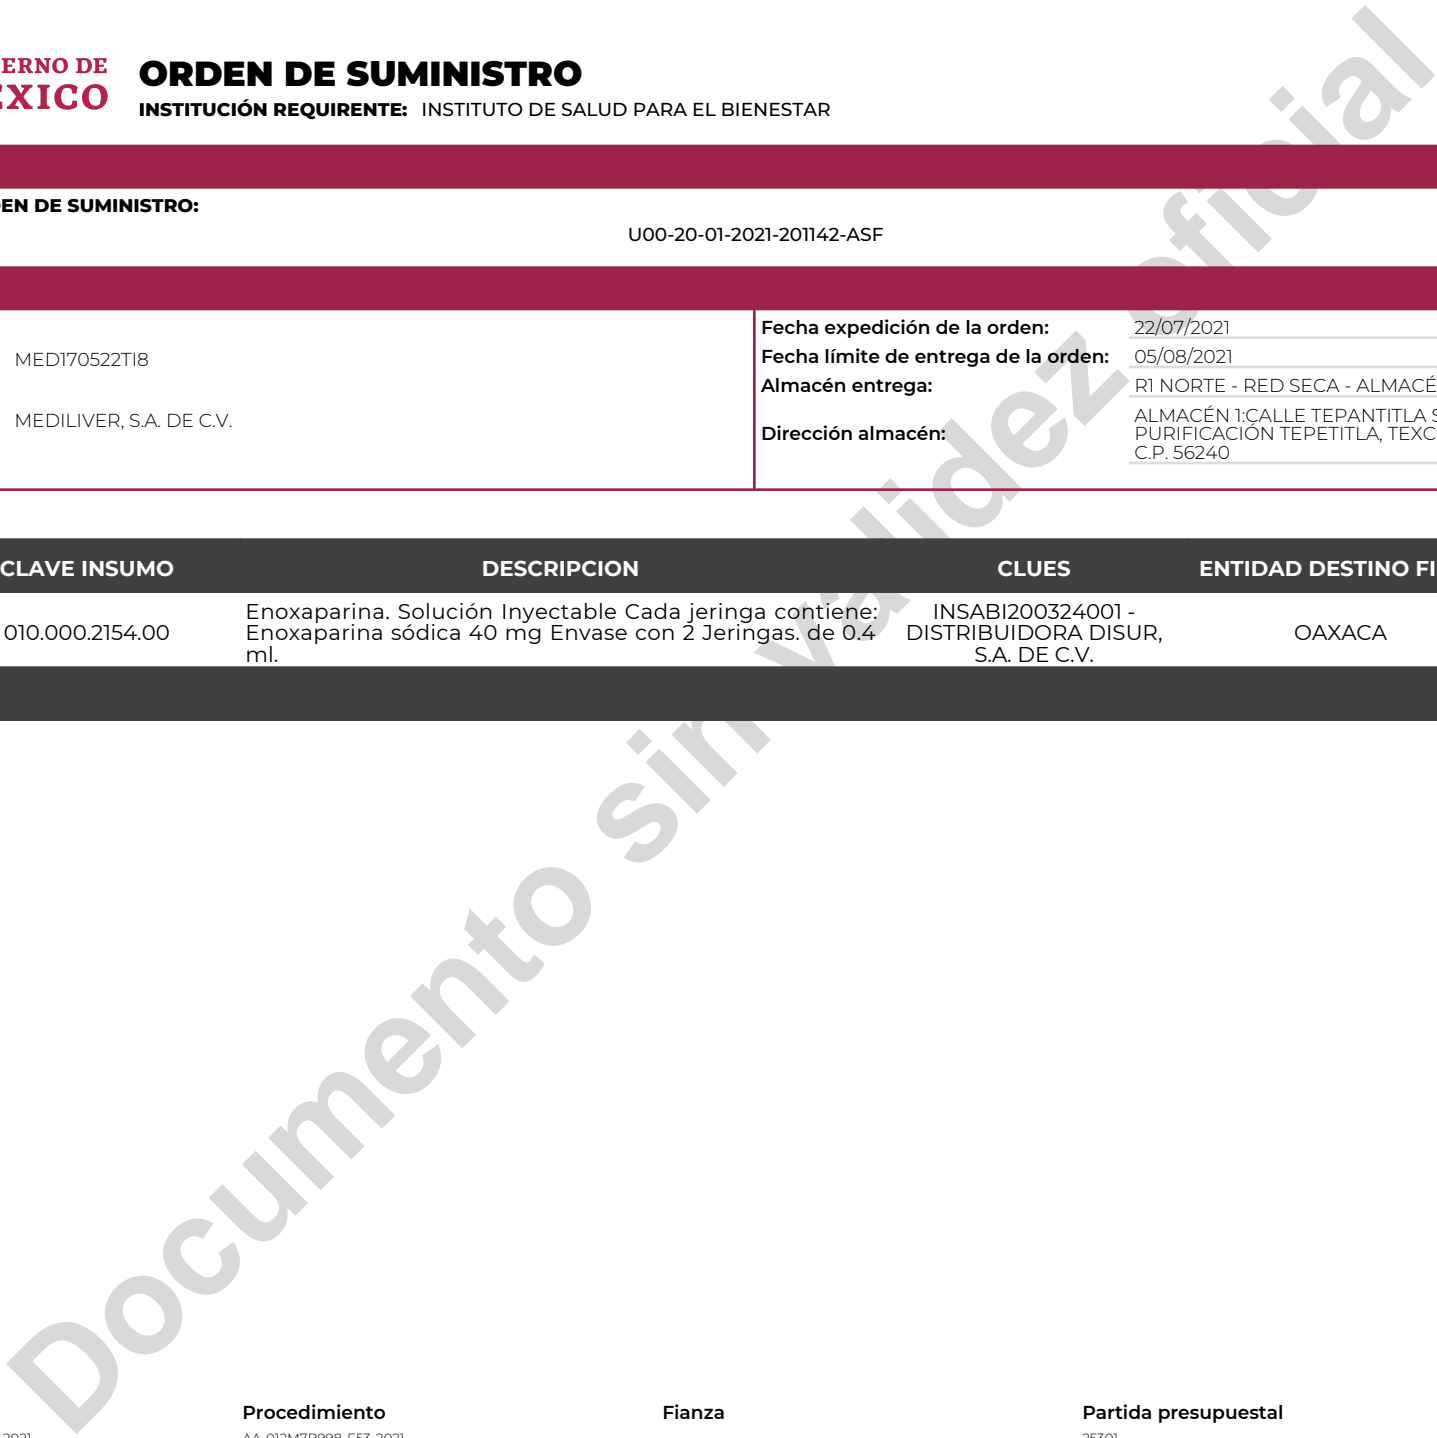 ERNO DE
EXICO
ORDEN DE SUMINISTRO
INSTITUCIÓN REQUIRENTE: INSTITUTO DE SALUD PARA EL BIENESTAR
EN DE SUMINISTRO:
U00-20-01-2021-201142-ASF
MED170522TI8
MEDILIVER, S.A. DE C.V.
Fecha expedición de la orden: 22/07/2021
Fecha límite de entrega de la orden: 05/08/2021
Almacén entrega: R1 NORTE - RED SECA - ALMACÉ
Dirección almacén: ALMACÉN 1:CALLE TEPANTITLA S
PURIFICACIÓN TEPETITLA, TEXC
C.P. 56240
CLAVE INSUMO DESCRIPCION CLUES ENTIDAD DESTINO FI
010.000.2154.00
Enoxaparina. Solución Inyectable Cada jeringa contiene:
Enoxaparina sódica 40 mg Envase con 2 Jeringas. de 0.4
ml.
INSABI200324001 -
DISTRIBUIDORA DISUR,
S.A. DE C.V.
OAXACA
Documento sin validez oficial
Procedimiento Fianza Partida presupuestal